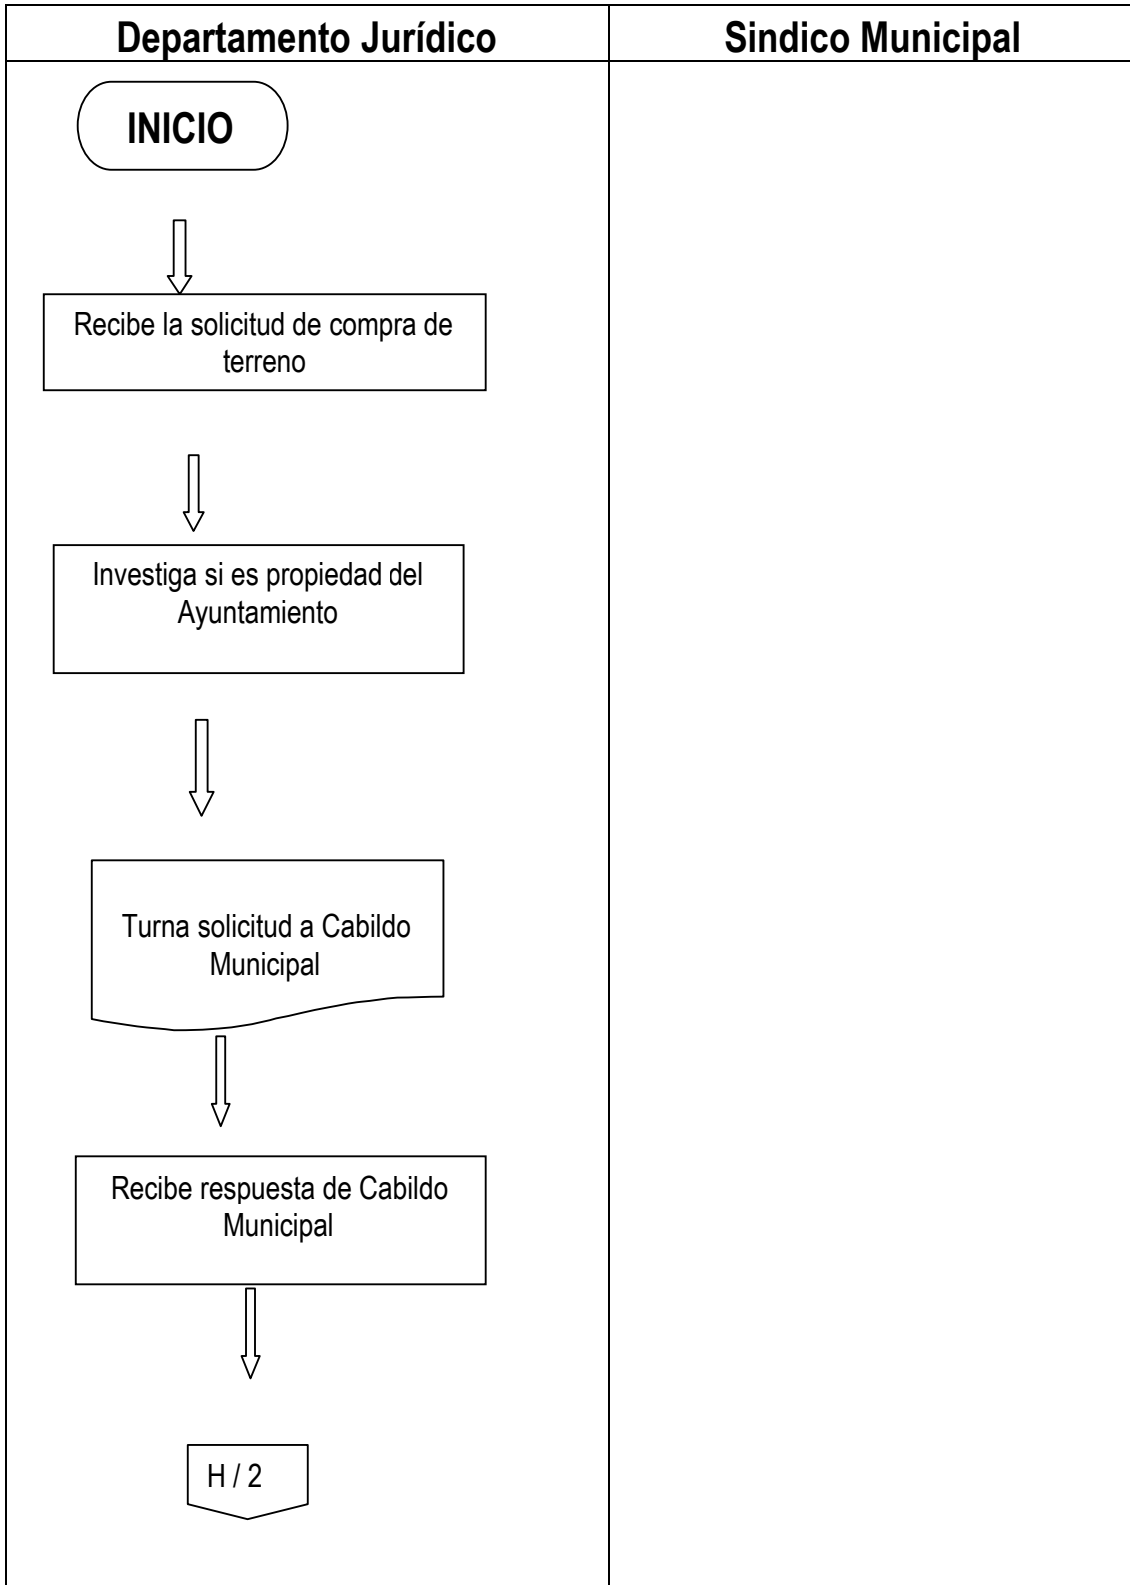 Departamento Jurídico
Sindico Municipal
INICIO
Recibe la solicitud de compra de
terreno
Investiga si es propiedad del
Ayuntamiento
Turna solicitud a Cabildo
Municipal
Recibe respuesta de Cabildo
Municipal
H / 2